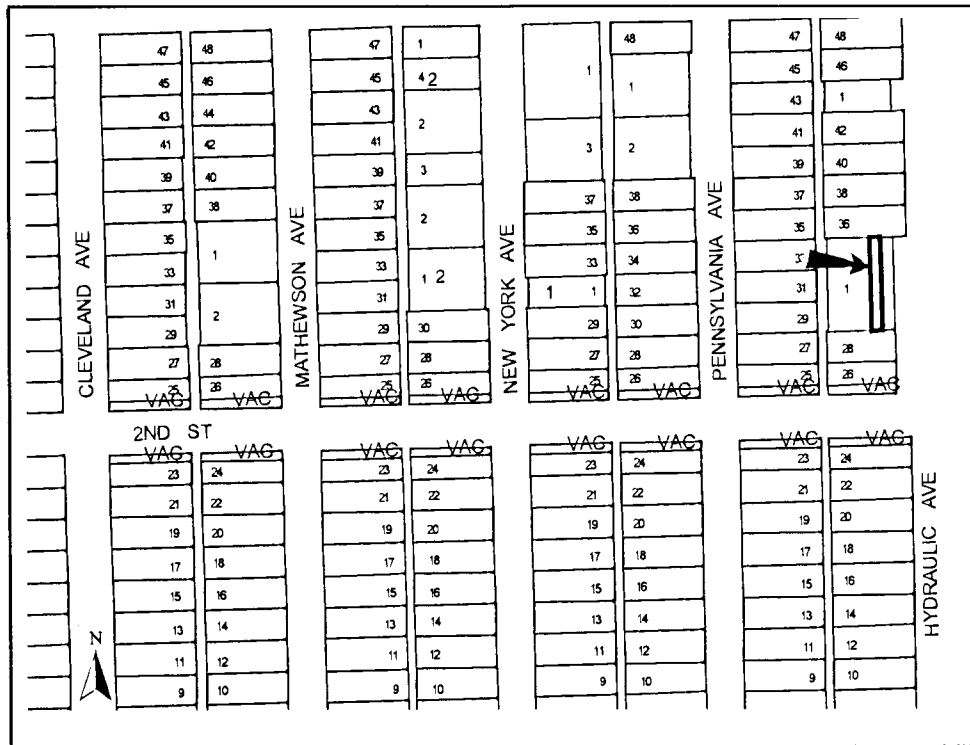 47 48 47 1 48 47 48
45 46 45 4 2 1 1 45 46
43 44 43 2 43 1
41 42 41 3 2 41 42
39 40 39 3 39 40
37 38 37 2 37 38 37 38
35 1 35 35 36 35 36
33 33 1 2 33 34 33
31 2 31 1 1 32 31 1
29 29 30 29 30 29
27 28 27 28 27 28 27 28
25 26 25 26 25 26 25 26
VAC VAC VAC VAC VAC VAC VAC VAC
CLEVELAND AVE
MATHEWSON AVE
NEW YORK AVE
PENNSYLVANIA AVE
2ND ST
VAC VAC VAC VAC VAC VAC VAC VAC
23 24 23 24 23 24 23 24
21 22 21 22 21 22 21 22
19 20 19 20 19 20 19 20
17 18 17 18 17 18 17 18
15 16 15 16 15 16 15 16
13 14 13 14 13 14 13 14
11 12 11 12 11 12 11 12
9 10 9 10 9 10 9 10
HYDRAULIC AVE
N